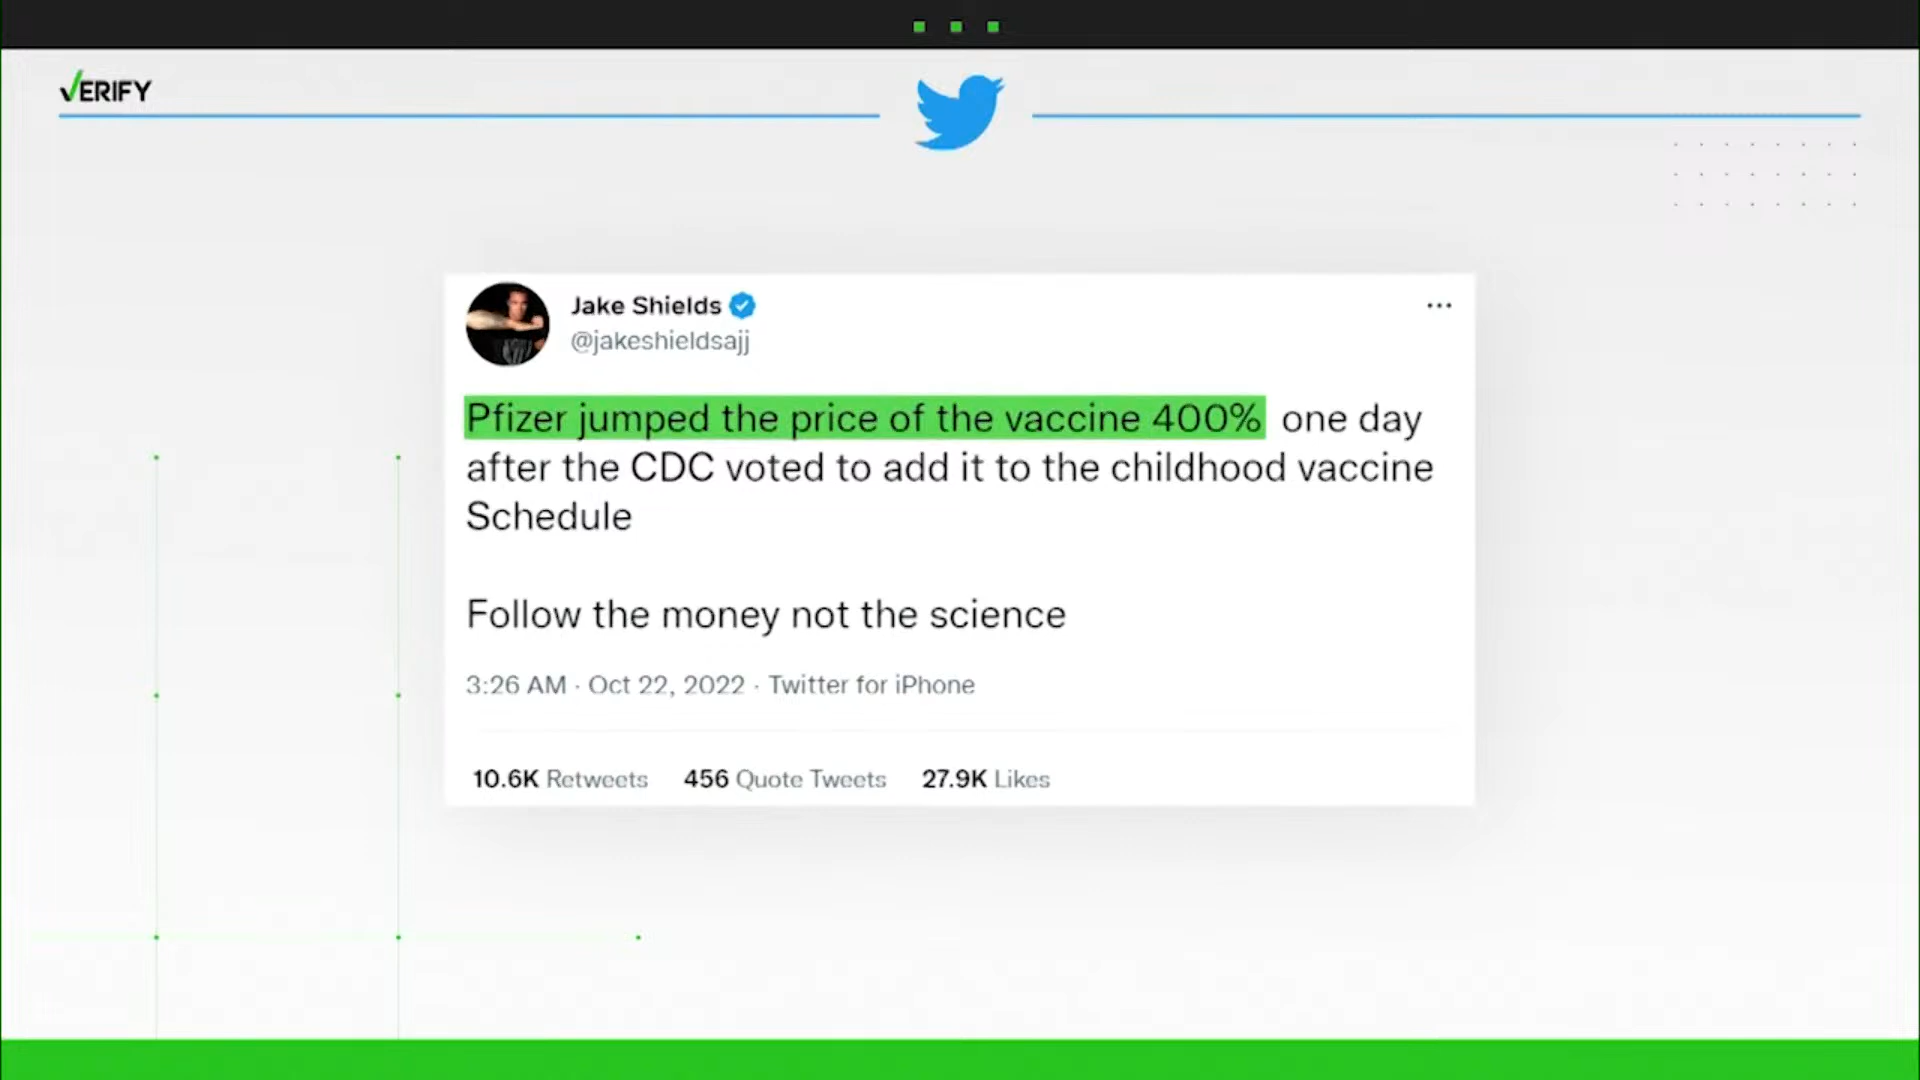 VERIFY
Jake Shields
@jakeshieldsajj
Pfizer jumped the price of the vaccine 400% one day
after the CDC voted to add it to the childhood vaccine
Schedule
Follow the money not the science
3:26 AM · Oct 22, 2022 · Twitter for iPhone
10.6K Retweets 456 Quote Tweets 27.9K Likes